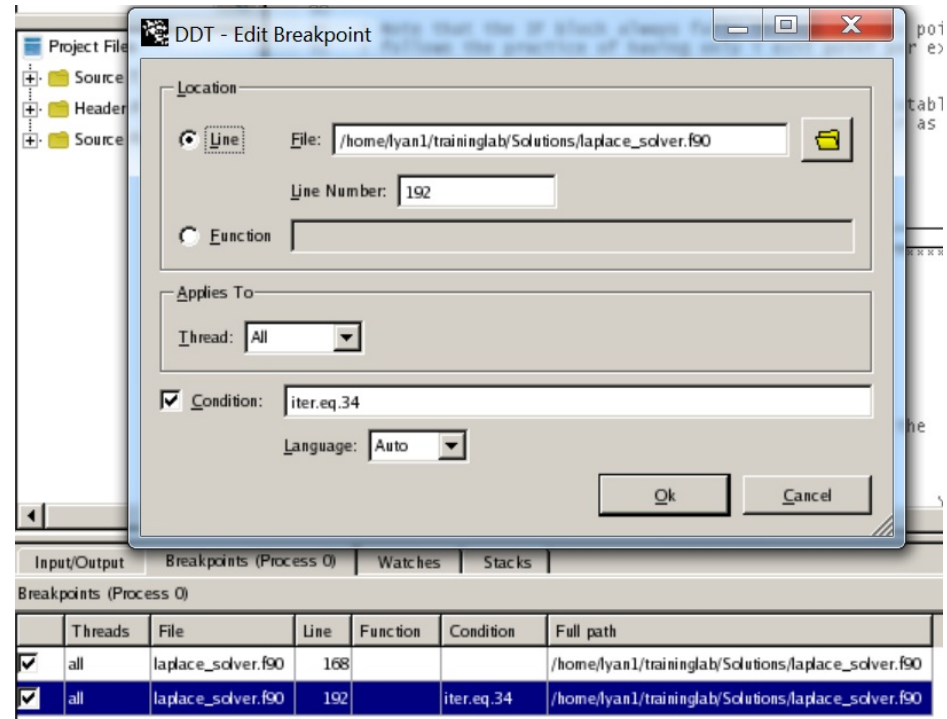 DDT - Edit Breakpoint
Project File
Source
Header
Source
Location
Line
File: /home/lyan1/traininglab/Solutions/laplace_solver.f90
Line Number: 192
Function
Applies To
Thread: All
Condition: iter.eq.34
Language: Auto
Ok
Cancel
he
Input/Output
Breakpoints (Process 0)
Watches
Stacks
Breakpoints (Process 0)
Threads File Line Function Condition Full path
all laplace_solver.f90 168 /home/lyan1/traininglab/Solutions/laplace_solver.f90
all laplace_solver.f90 192 iter.eq.34 /home/lyan1/traininglab/Solutions/laplace_solver.f90